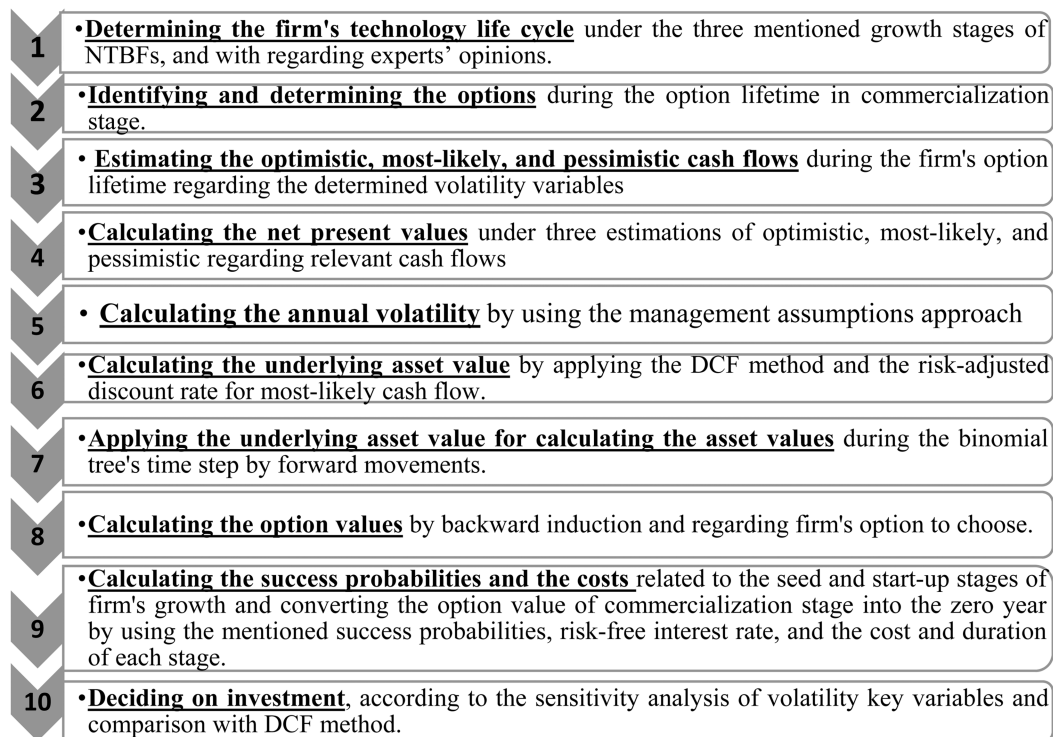 1
•Determining the firm's technology life cycle under the three mentioned growth stages of
NTBFs, and with regarding experts' opinions.
2
•Identifying and determining the options during the option lifetime in commercialization
stage.
3
• Estimating the optimistic, most-likely, and pessimistic cash flows during the firm's option
lifetime regarding the determined volatility variables
4
•Calculating the net present values under three estimations of optimistic, most-likely, and
pessimistic regarding relevant cash flows
5
• Calculating the annual volatility by using the management assumptions approach
6
•Calculating the underlying asset value by applying the DCF method and the risk-adjusted
discount rate for most-likely cash flow.
7
•Applying the underlying asset value for calculating the asset values during the binomial
tree's time step by forward movements.
8
•Calculating the option values by backward induction and regarding firm's option to choose.
9
•Calculating the success probabilities and the costs related to the seed and start-up stages of
firm's growth and converting the option value of commercialization stage into the zero year
by using the mentioned success probabilities, risk-free interest rate, and the cost and duration
of each stage.
10
•Deciding on investment, according to the sensitivity analysis of volatility key variables and
comparison with DCF method.